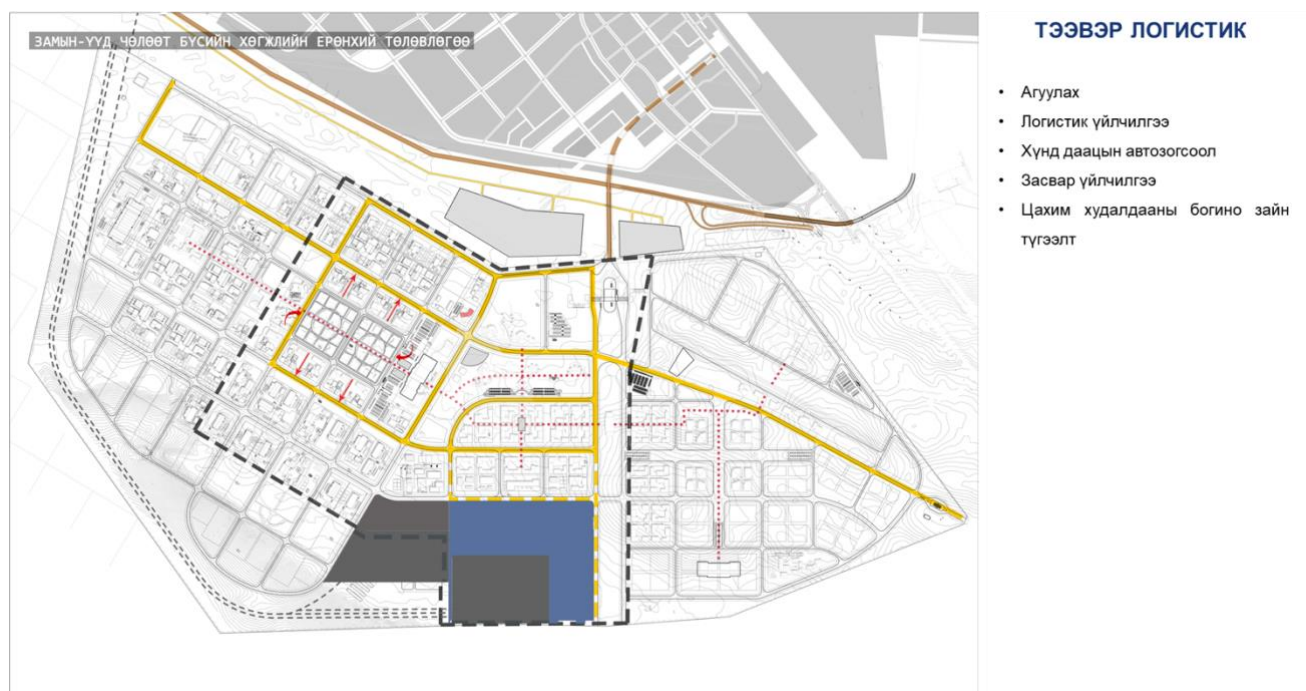 ЗАМЫН-ҮҮД ЧӨЛӨӨТ БҮСИЙН ХӨГЖЛИЙН ЕРӨНХИЙ ТӨЛӨВЛӨГӨӨ
ТЭЭВЭР ЛОГИСТИК
• Агуулах
• Логистик үйлчилгээ
• Хүнд даацын автозогсоол
• Засвар үйлчилгээ
• Цахим худалдааны богино зайн
түгээлт